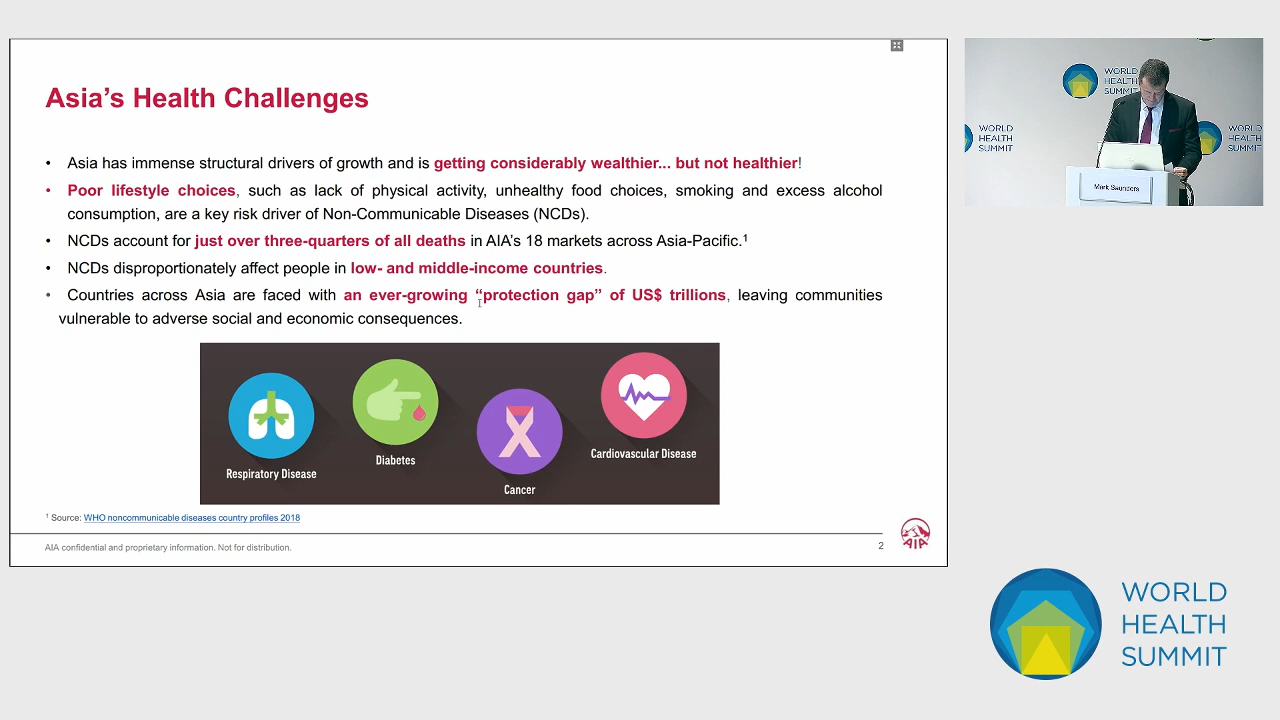 Asia’s Health Challenges
• Asia has immense structural drivers of growth and is getting considerably wealthier... but not healthier!
• Poor lifestyle choices, such as lack of physical activity, unhealthy food choices, smoking and excess alcohol
consumption, are a key risk driver of Non-Communicable Diseases (NCDs).
• NCDs account for just over three-quarters of all deaths in AIA’s 18 markets across Asia-Pacific.¹
• NCDs disproportionately affect people in low- and middle-income countries.
• Countries across Asia are faced with an ever-growing “protection gap” of US$ trillions, leaving communities
vulnerable to adverse social and economic consequences.
Respiratory Disease
Diabetes
Cancer
Cardiovascular Disease
¹ Source: WHO noncommunicable diseases country profiles 2018
AIA confidential and proprietary information. Not for distribution.
2
AIA
WORLD
HEALTH
SUMMIT
WORLD
HEALTH
SUMMIT
Mark Saunders
WORLD
HEALTH
SUMMIT
WORLD
HEALTH
SUMMIT